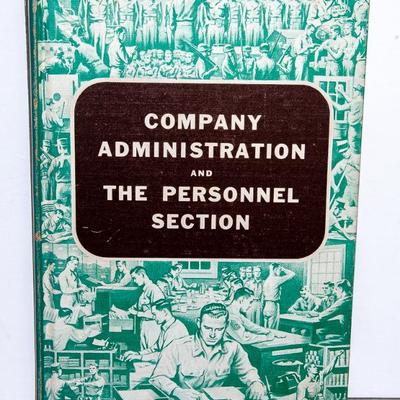 COMPANY
ADMINISTRATION
AND
THE PERSONNEL
SECTION